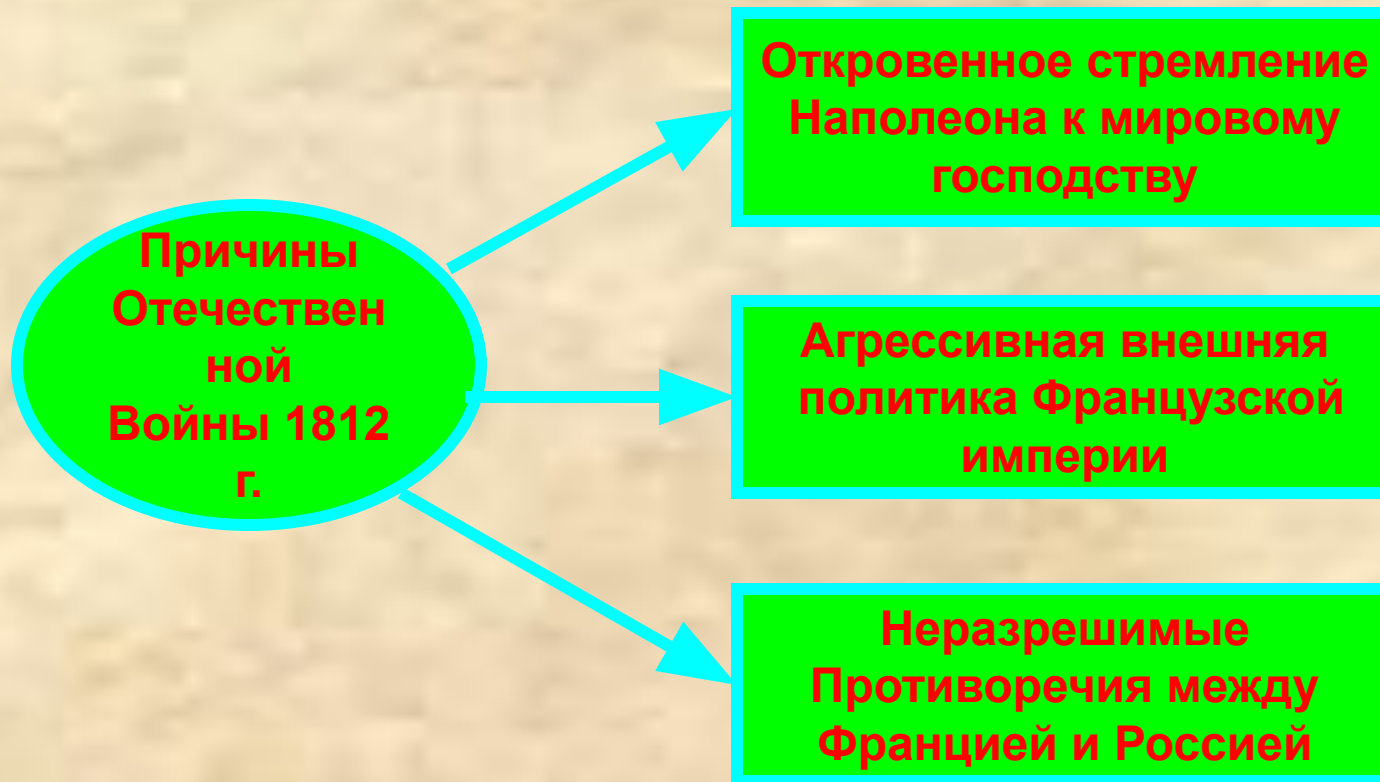 Причины
Отечествен
ной
Войны 1812
г.
Откровенное стремление
Наполеона к мировому
господству
Агрессивная внешняя
политика Французской
империи
Неразрешимые
Противоречия между
Францией и Россией